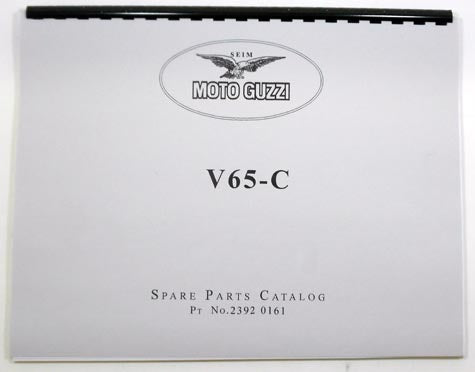 SEIM
MOTO GUZZI
V65-C
SPARE PARTS CATALOG
PT NO.2392 0161